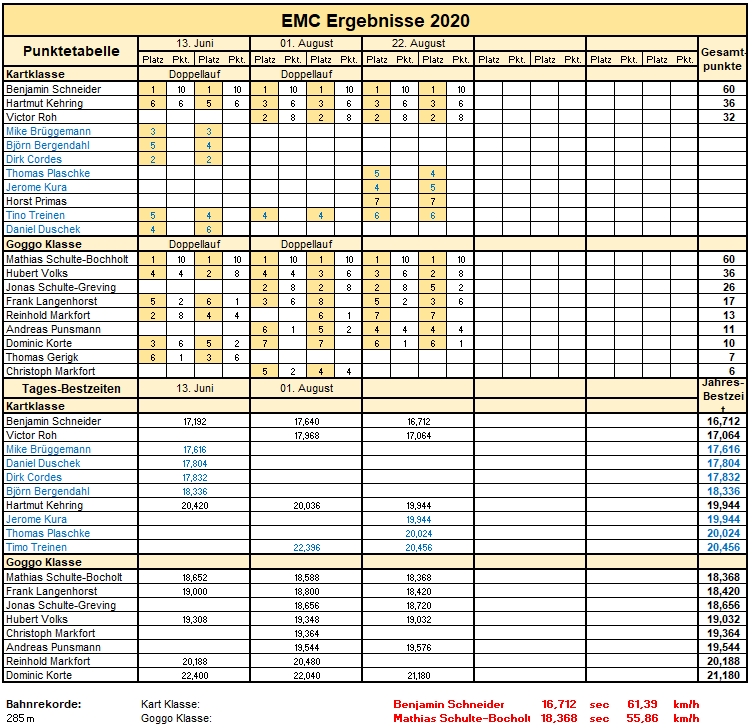 EMC Ergebnisse 2020
Punktetabelle 13. Juni 01. August 22. August Gesamt-punkte
Platz Pkt. Platz Pkt. Platz Pkt. Platz Pkt. Platz Pkt. Platz Pkt. Platz Pkt. Platz Pkt. Platz Pkt. Platz Pkt.
Kartklasse Doppellauf Doppellauf
Benjamin Schneider 1 10 1 10 1 10 1 10 1 10 1 10 60
Hartmut Kehring 6 6 5 6 3 6 3 6 3 6 3 6 36
Victor Roh 2 8 2 8 2 8 2 8 32
Mike Brüggemann 3 3
Björn Bergendahl 5 4
Dirk Cordes 2 2
Thomas Plaschke 5 4
Jerome Kura 4 5
Horst Primas 7 7
Tino Treinen 5 4 4 4 6 6
Daniel Duschek 4 6
Goggo Klasse Doppellauf Doppellauf
Mathias Schulte-Bochholt 1 10 1 10 1 10 1 10 1 10 1 10 60
Hubert Volks 4 4 2 8 4 4 3 6 3 6 2 8 36
Jonas Schulte-Greving 2 8 2 8 2 8 5 2 26
Frank Langenhorst 5 2 6 1 3 6 8 5 2 3 6 17
Reinhold Markfort 2 8 4 4 6 1 7 7 13
Andreas Punsmann 6 1 5 2 4 4 4 4 11
Dominic Korte 3 6 5 2 7 7 6 1 6 1 10
Thomas Gerigk 6 1 3 6 7
Christoph Markfort 5 2 4 4 6
Tages-Bestzeiten 13. Juni 01. August Jahres-Bestzeit
Kartklasse
Benjamin Schneider 17,192 17,640 16,712 16,712
Victor Roh 17,968 17,064 17,064
Mike Brüggemann 17,616 17,616
Daniel Duschek 17,804 17,804
Dirk Cordes 17,832 17,832
Björn Bergendahl 18,336 18,336
Hartmut Kehring 20,420 20,036 19,944 19,944
Jerome Kura 19,944 19,944
Thomas Plaschke 20,024 20,024
Timo Treinen 22,396 20,456 20,456
Goggo Klasse
Mathias Schulte-Bocholt 18,652 18,588 18,368 18,368
Frank Langenhorst 19,000 18,800 18,420 18,420
Jonas Schulte-Greving 18,656 18,720 18,656
Hubert Volks 19,308 19,348 19,032 19,032
Christoph Markfort 19,364 19,364
Andreas Punsmann 19,544 19,576 19,544
Reinhold Markfort 20,188 20,480 20,188
Dominic Korte 22,400 22,040 21,180 21,180
Bahnrekorde: Kart Klasse: Benjamin Schneider 16,712 sec 61,39 km/h
285 m Goggo Klasse: Mathias Schulte-Bocholt 18,368 sec 55,86 km/h